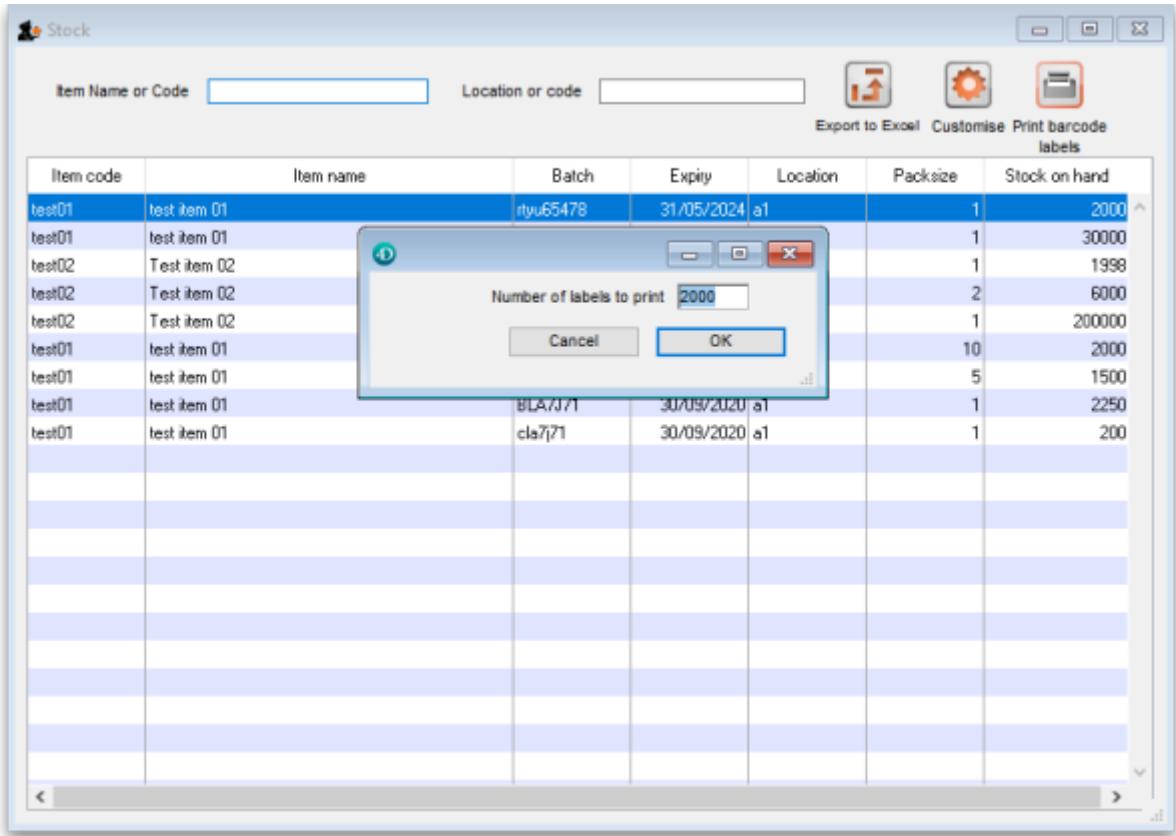 Stock
Item Name or Code Location or code
Export to Excel Customise Print barcode
labels
Item code Item name Batch Expiry Location Packsize Stock on hand
test01 test item 01 rtyu65478 31/05/2024 a1 1 2000
test01 test item 01 1 30000
test02 Test item 02 1 1998
Number of labels to print 2000
test02 Test item 02 2 6000
test02 Test item 02 1 200000
Cancel OK
test01 test item 01 10 2000
test01 test item 01 5 1500
test01 test item 01 BLA7J71 30/09/2020 a1 1 2250
test01 test item 01 cla7j71 30/09/2020 a1 1 200